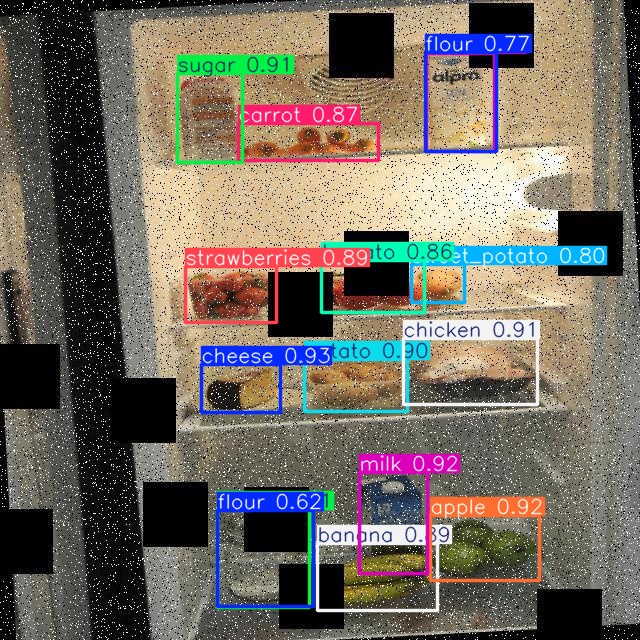 flour 0.77
sugar 0.91
alpro
carrot 0.87
ato 0.86
strawberries 0.89
et_potato 0.80
chicken 0.91
tato 0.90
cheese 0.93
milk 0.92
flour 0.62
apple 0.92
banana 0.89